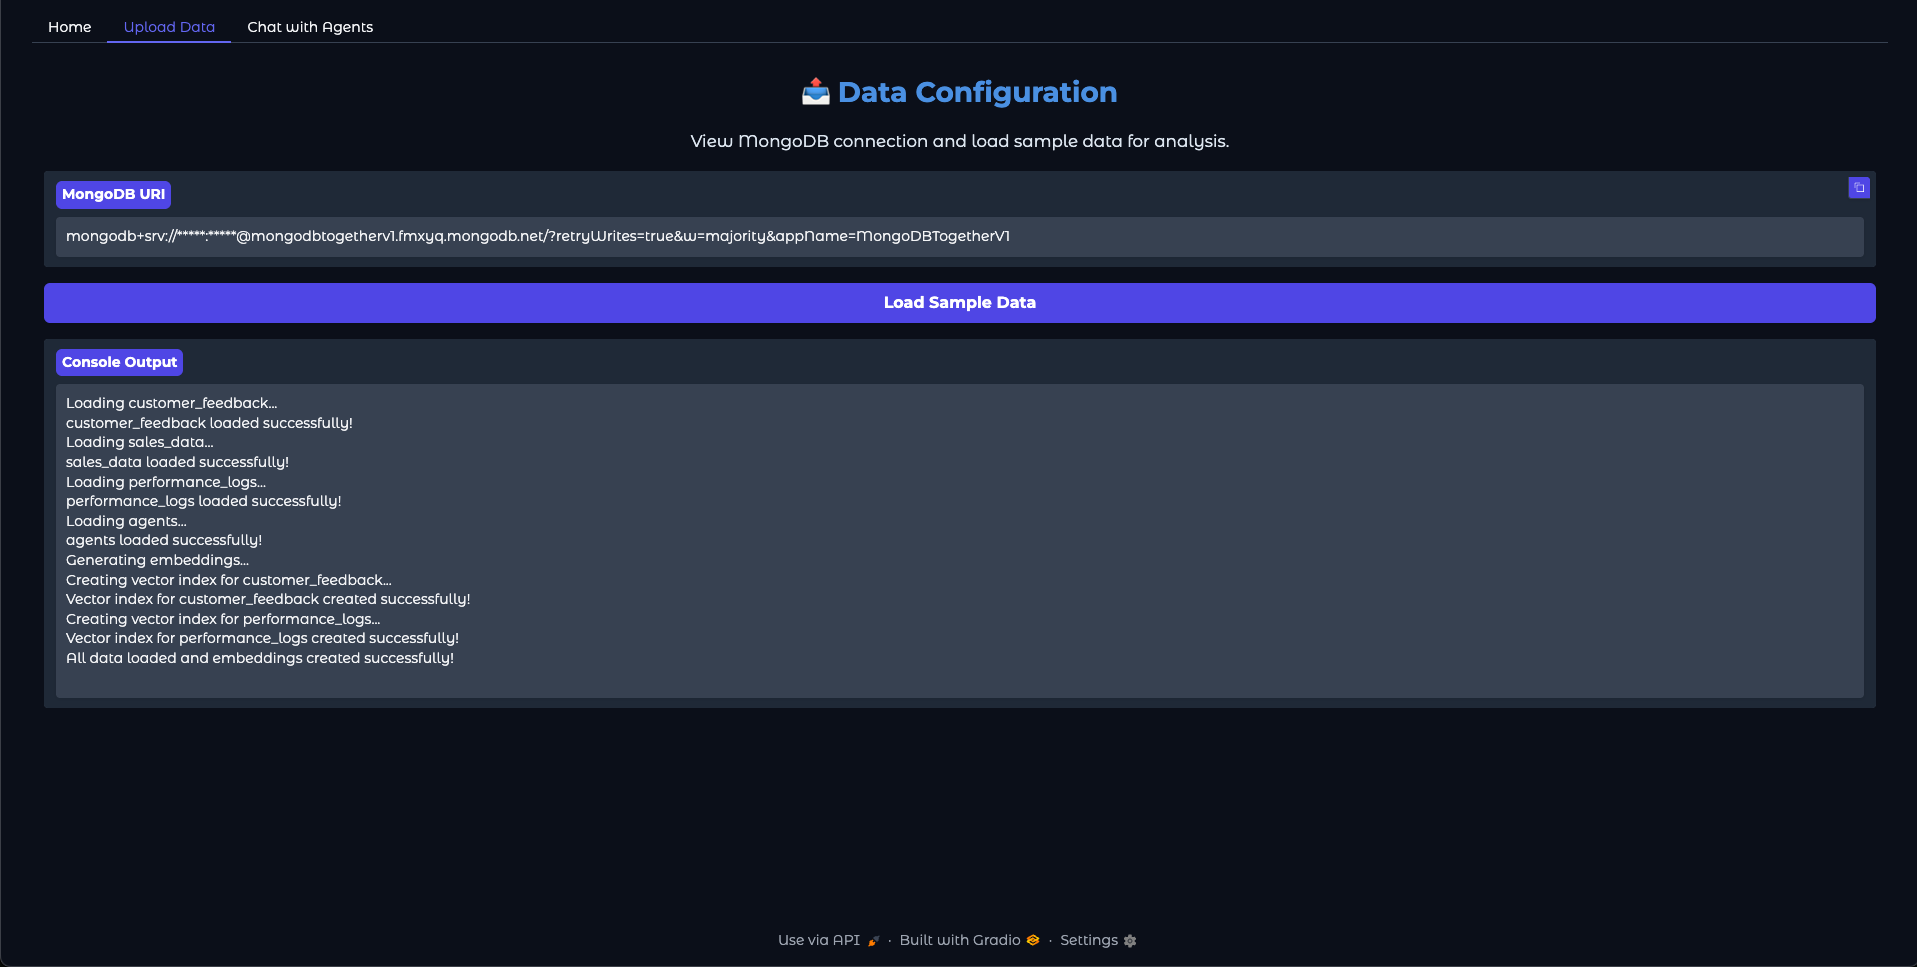 Home
Upload Data
Chat with Agents
Data Configuration
View MongoDB connection and load sample data for analysis.
MongoDB URI
mongodb+srv://*****:*****@mongodbtogetherv1.fmxyq.mongodb.net/?retryWrites=true&w=majority&appName=MongoDBTogetherV1
Load Sample Data
Console Output
Loading customer_feedback...
customer_feedback loaded successfully!
Loading sales_data...
sales_data loaded successfully!
Loading performance_logs...
performance_logs loaded successfully!
Loading agents...
agents loaded successfully!
Generating embeddings...
Creating vector index for customer_feedback...
Vector index for customer_feedback created successfully!
Creating vector index for performance_logs...
Vector index for performance_logs created successfully!
All data loaded and embeddings created successfully!
Use via API · Built with Gradio · Settings